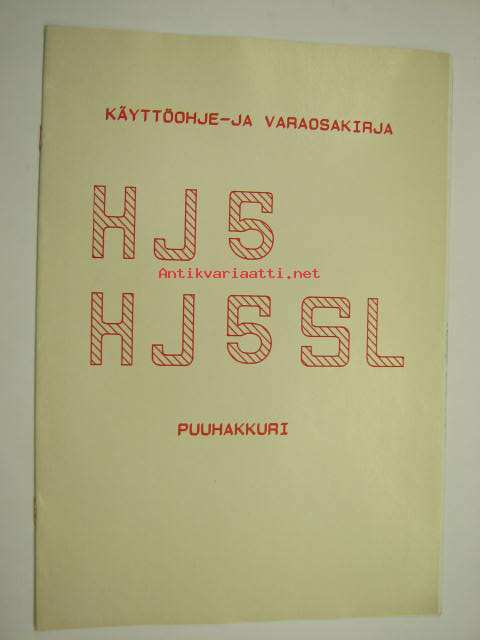 KÄYTTÖOHJE-JA VARAOSAKIRJA
HJ5
Antikvariaatti.net
HJ5SL
PUUHAKKURI